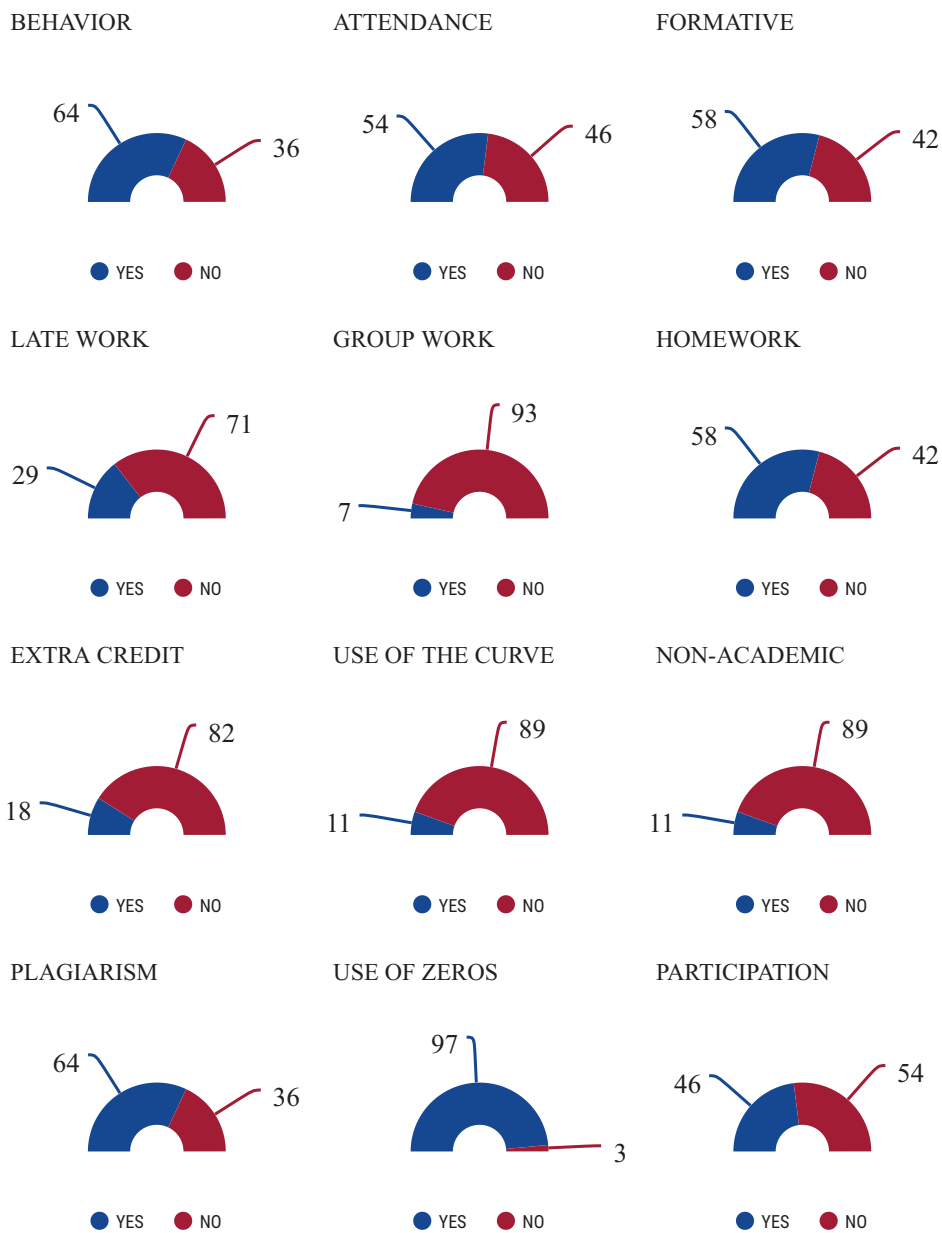 BEHAVIOR ATTENDANCE FORMATIVE
64 36 54 46 58 42
YES NO YES NO YES NO
LATE WORK GROUP WORK HOMEWORK
29 71 7 93 58 42
YES NO YES NO YES NO
EXTRA CREDIT USE OF THE CURVE NON-ACADEMIC
18 82 11 89 11 89
YES NO YES NO YES NO
PLAGIARISM USE OF ZEROS PARTICIPATION
64 36 97 3 46 54
YES NO YES NO YES NO